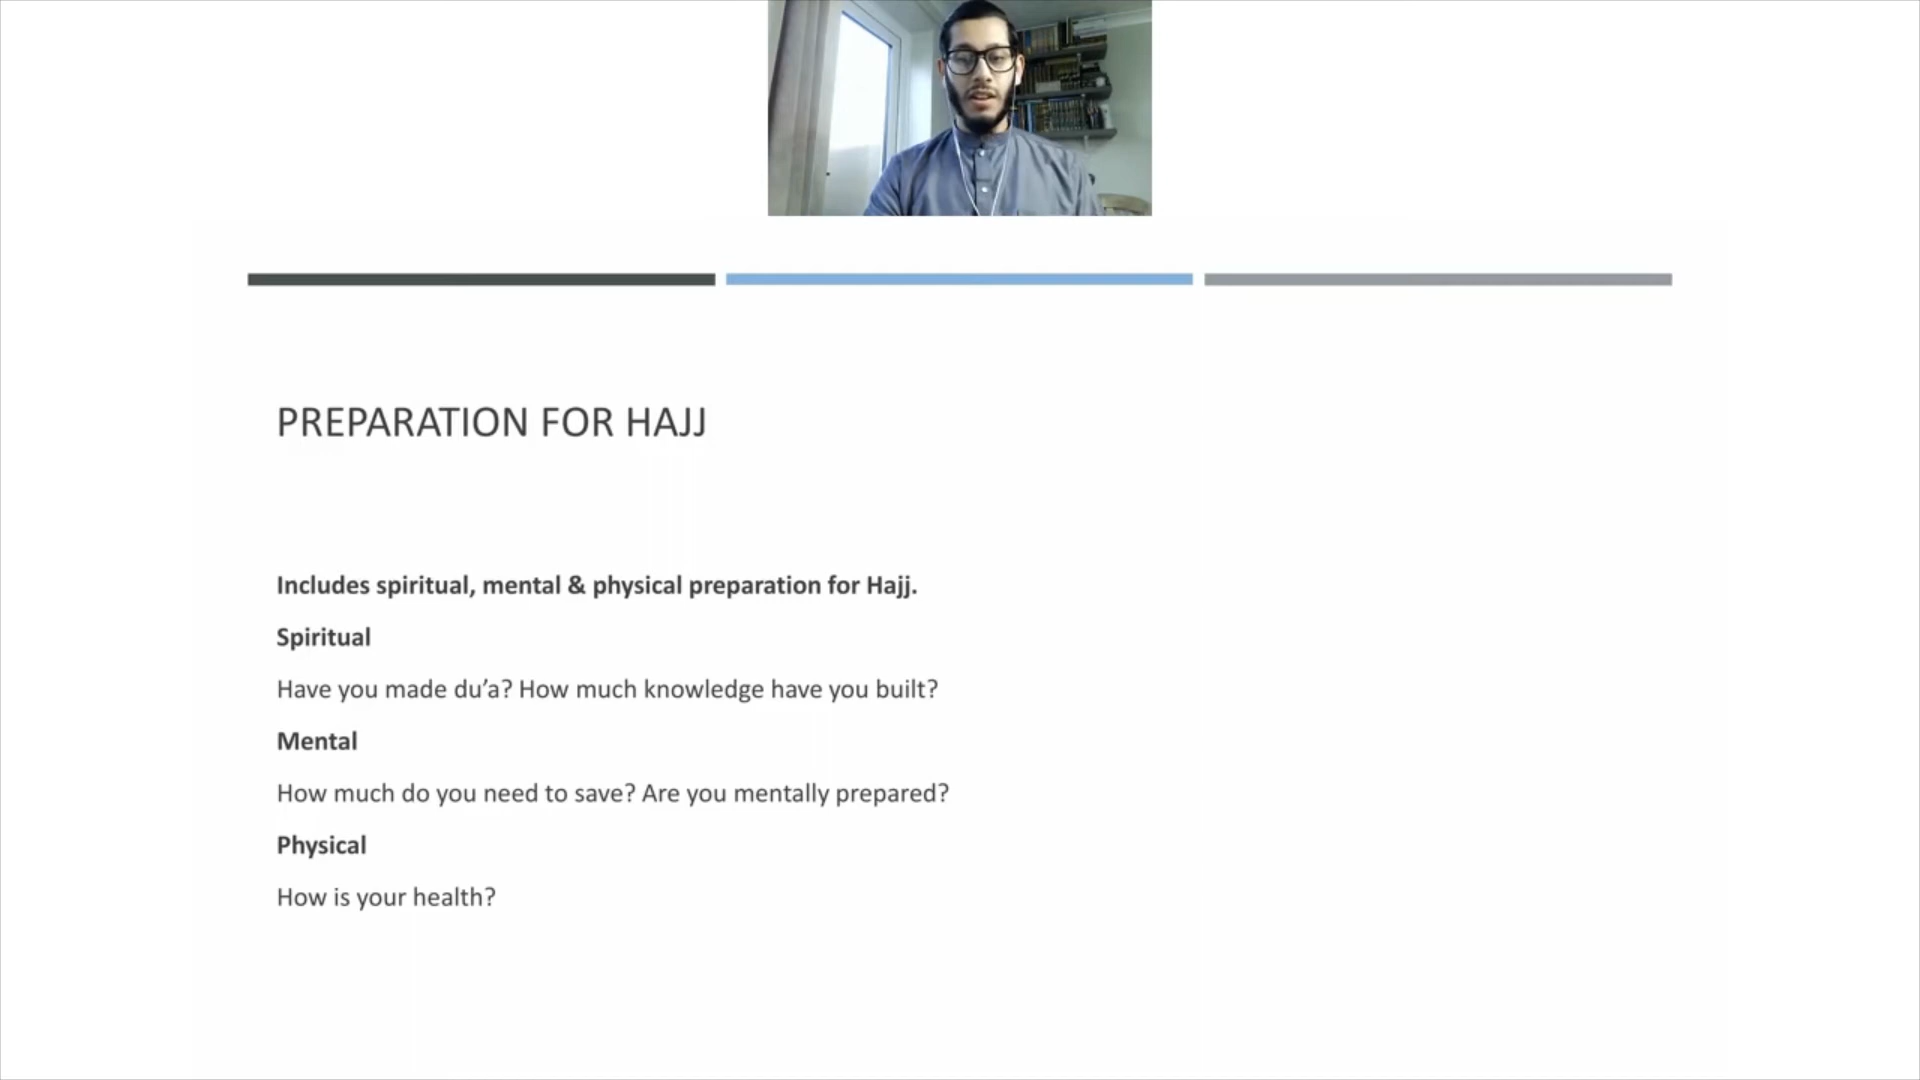 PREPARATION FOR HAJJ
Includes spiritual, mental & physical preparation for Hajj.
Spiritual
Have you made du’a? How much knowledge have you built?
Mental
How much do you need to save? Are you mentally prepared?
Physical
How is your health?